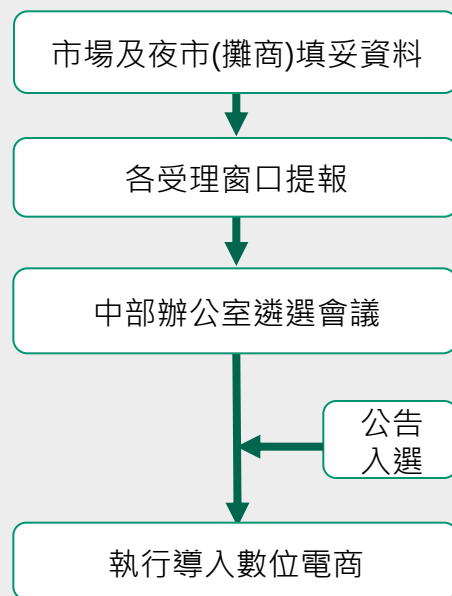 市場及夜市(攤商)填妥資料
各受理窗口提報
中部辦公室遴選會議
公告
入選
執行導入數位電商